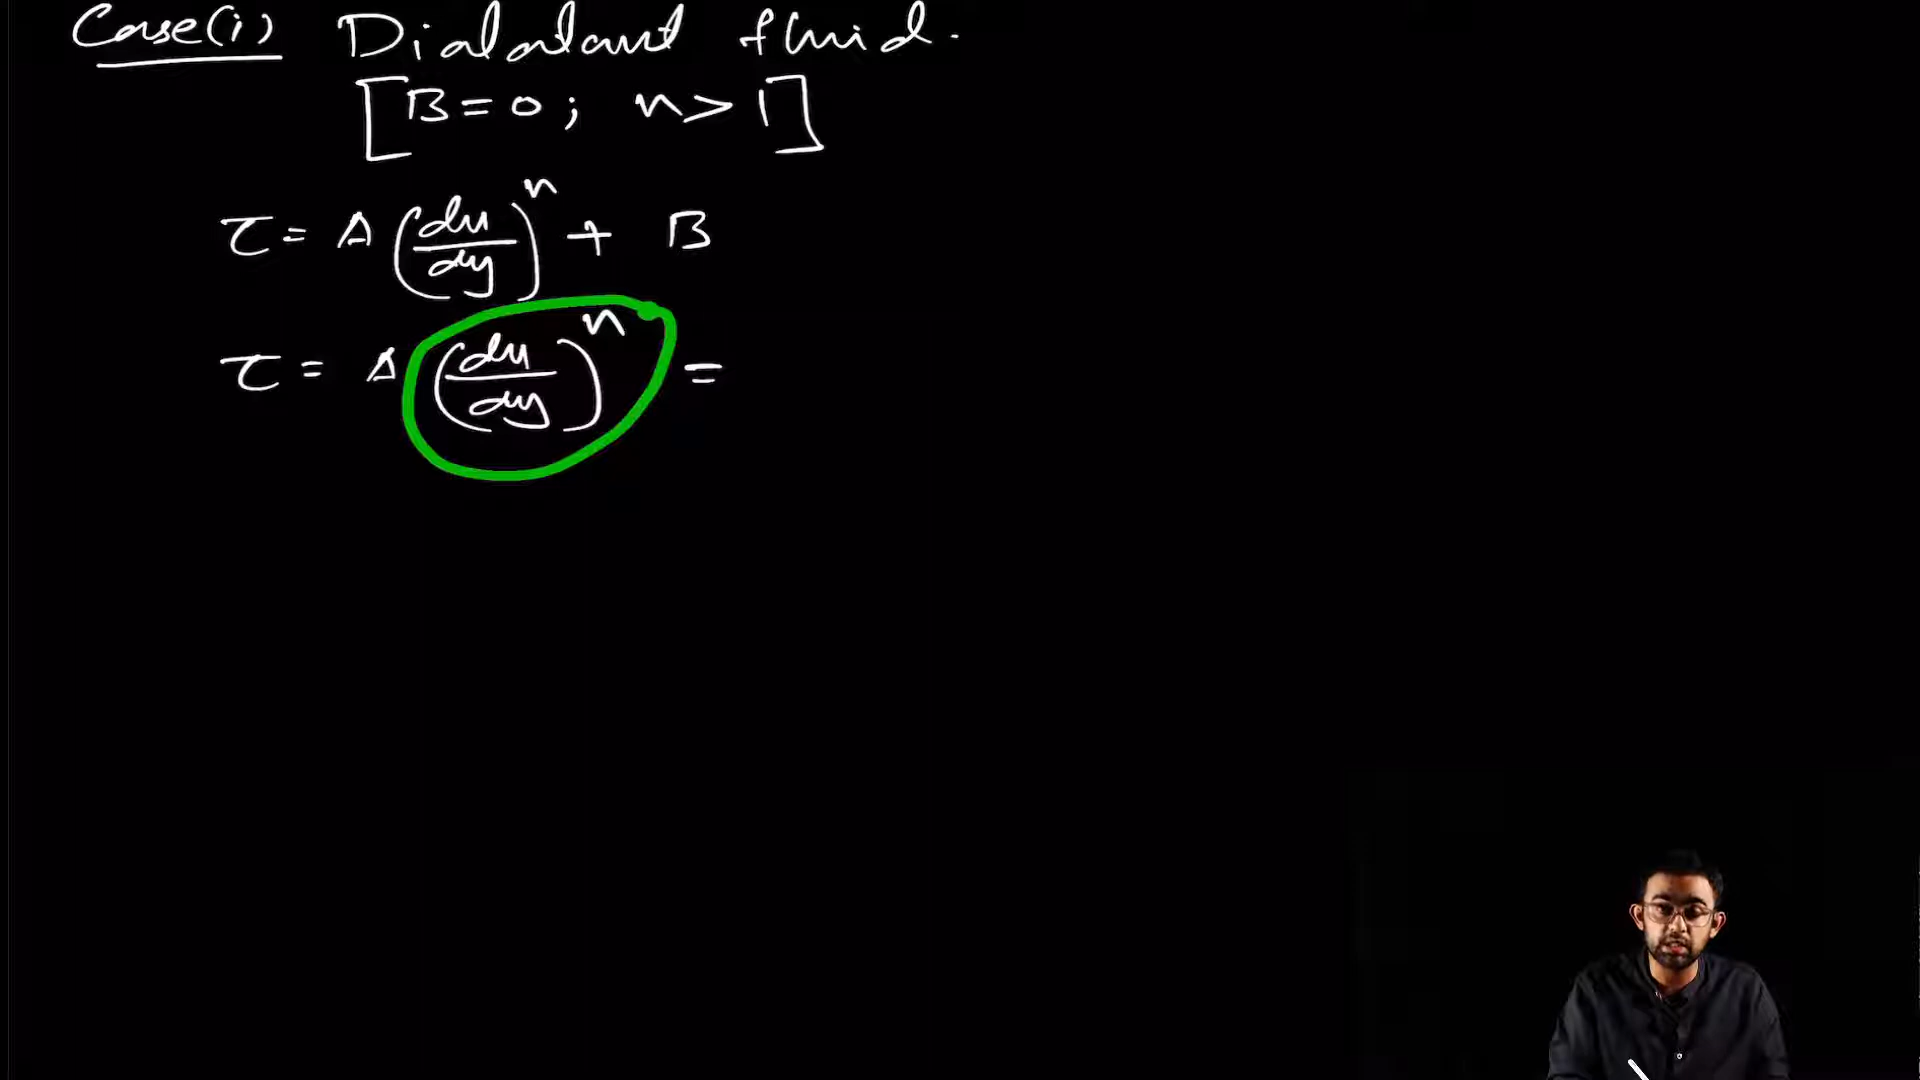 Case(i) Dialatant fluid.
[B=0; n>1]
τ= A (du/dy)^n + B
τ= A (du/dy)^n =